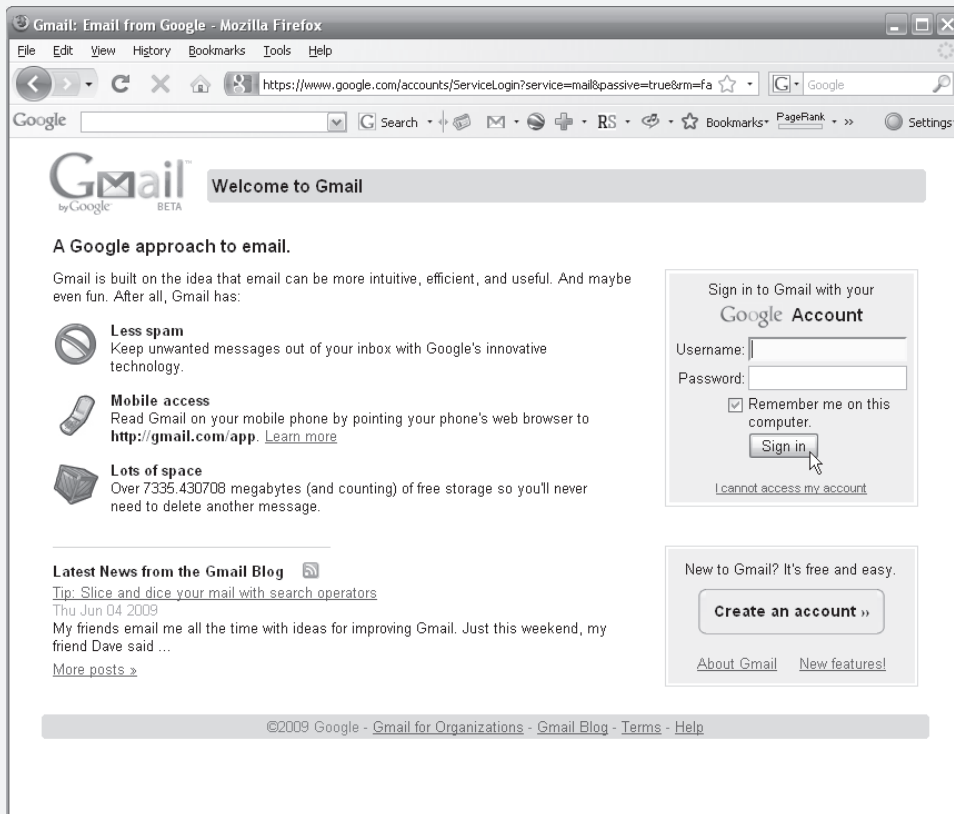 Gmail: Email from Google - Mozilla Firefox
File Edit View History Bookmarks Tools Help
https://www.google.com/accounts/ServiceLogin?service=mail&passive=true&rm=fa
G Google
Google
G Search
RS
Bookmarks
PageRank
»
Settings
Gmail™
by Google
BETA
Welcome to Gmail
A Google approach to email.
Gmail is built on the idea that email can be more intuitive, efficient, and useful. And maybe
even fun. After all, Gmail has:
Less spam
Keep unwanted messages out of your inbox with Google's innovative
technology.
Mobile access
Read Gmail on your mobile phone by pointing your phone's web browser to
http://gmail.com/app. Learn more
Lots of space
Over 7335.430708 megabytes (and counting) of free storage so you'll never
need to delete another message.
Latest News from the Gmail Blog
Tip: Slice and dice your mail with search operators
Thu Jun 04 2009
My friends email me all the time with ideas for improving Gmail. Just this weekend, my
friend Dave said ...
More posts »
Sign in to Gmail with your
Google Account
Username:
Password:
Remember me on this
computer.
Sign in
I cannot access my account
New to Gmail? It's free and easy.
Create an account »
About Gmail New features!
©2009 Google - Gmail for Organizations - Gmail Blog - Terms - Help